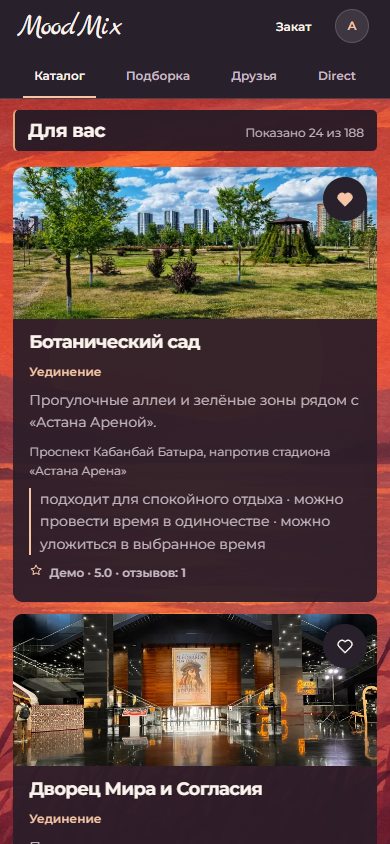 MoodMix
Закат
А
Каталог
Подборка
Друзья
Direct
Для вас
Показано 24 из 188
Ботанический сад
Уединение
Прогулочные аллеи и зелёные зоны рядом с
«Астана Ареной».
Проспект Кабанбай Батыра, напротив стадиона
«Астана Арена»
подходит для спокойного отдыха · можно
провести время в одиночестве · можно
уложиться в выбранное время
Демо · 5.0 · отзывов: 1
Дворец Мира и Согласия
Уединение